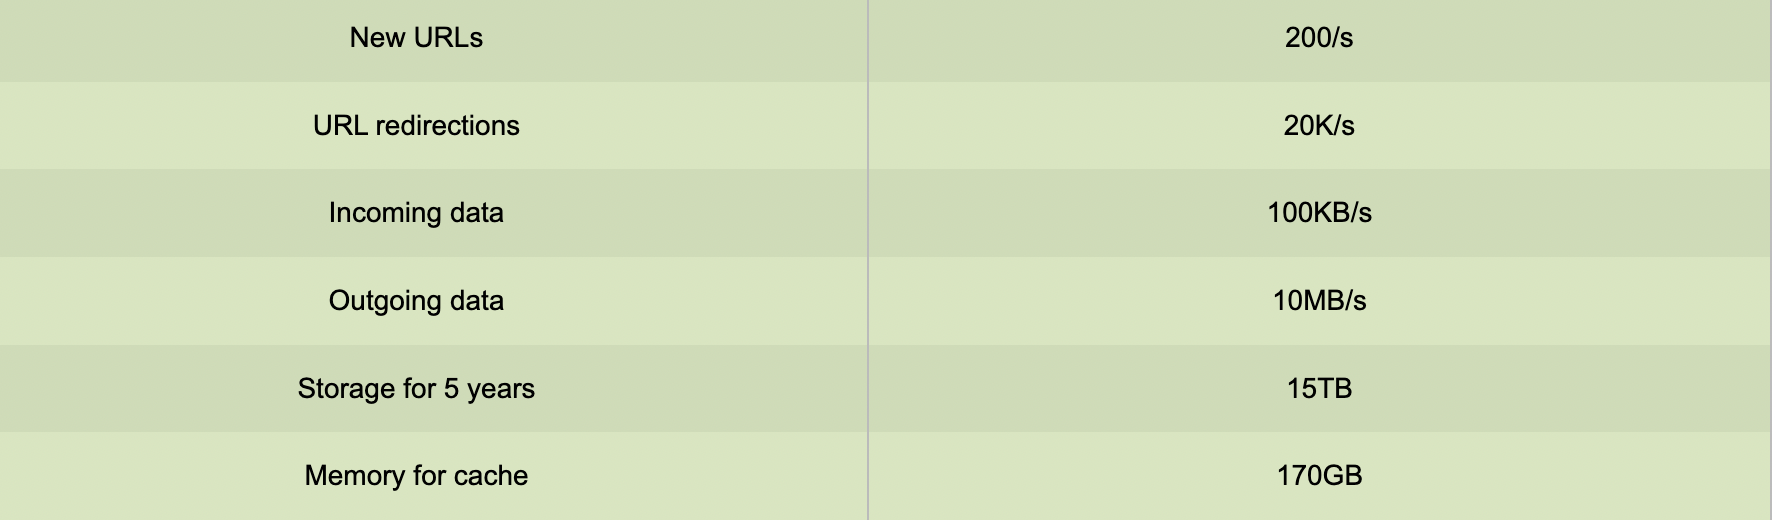 New URLs 200/s
URL redirections 20K/s
Incoming data 100KB/s
Outgoing data 10MB/s
Storage for 5 years 15TB
Memory for cache 170GB